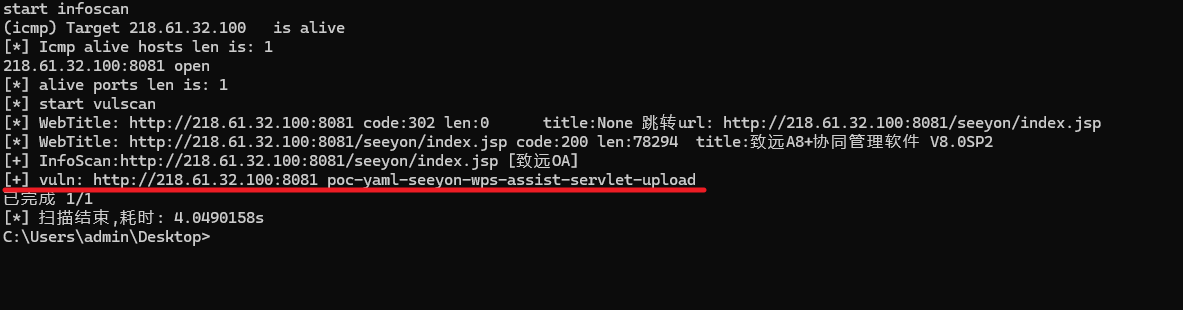 start infoscan
(icmp) Target 218.61.32.100   is alive
[*] Icmp alive hosts len is: 1
218.61.32.100:8081 open
[*] alive ports len is: 1
[*] start vulscan
[*] WebTitle: http://218.61.32.100:8081 code:302 len:0      title:None 跳转url: http://218.61.32.100:8081/seeyon/index.jsp
[*] WebTitle: http://218.61.32.100:8081/seeyon/index.jsp code:200 len:78294  title:致远A8+协同管理软件 V8.0SP2
[+] InfoScan:http://218.61.32.100:8081/seeyon/index.jsp [致远OA]
[+] vuln: http://218.61.32.100:8081 poc-yaml-seeyon-wps-assist-servlet-upload
已完成 1/1
[*] 扫描结束,耗时: 4.0490158s
C:\Users\admin\Desktop>